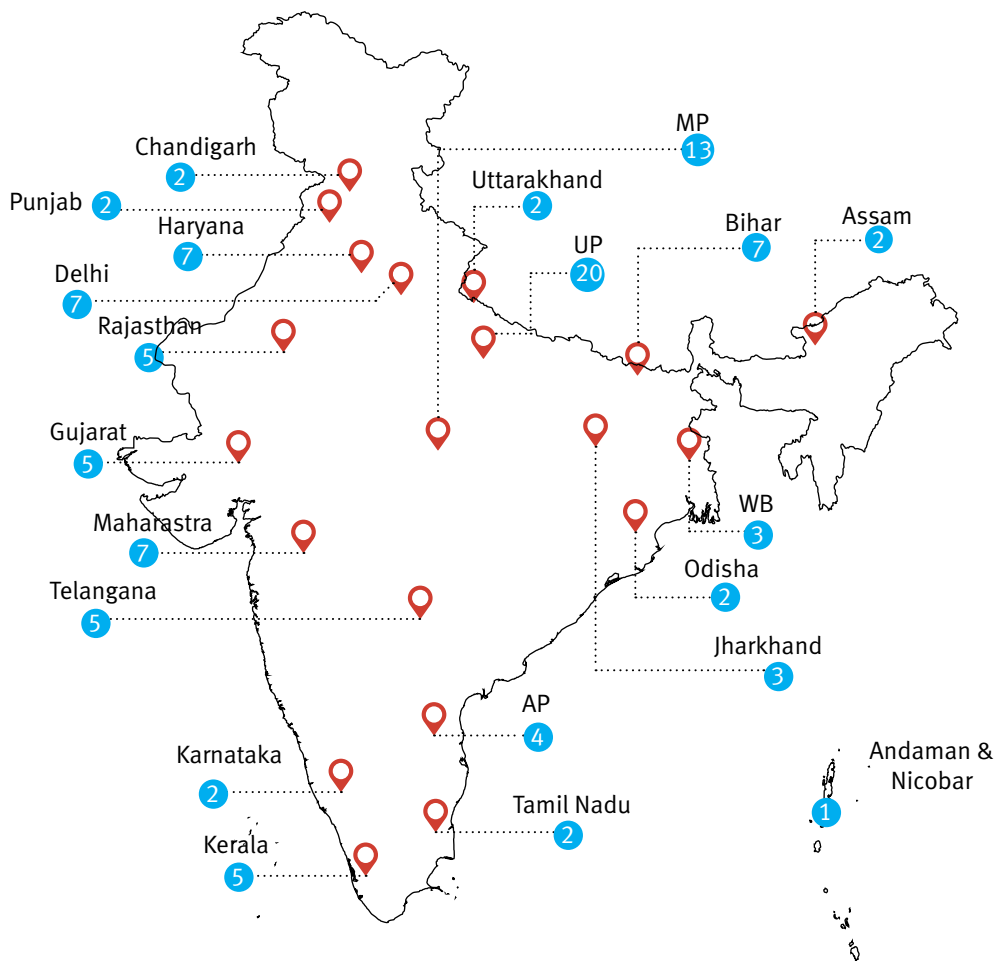 MP
13
Chandigarh
2
Uttarakhand
2
Punjab 2
Haryana
7
Bihar
7
Assam
2
UP
20
Delhi
7
Rajasthan
5
Gujarat
5
WB
3
Maharastra
7
Odisha
2
Telangana
5
Jharkhand
3
AP
4
Karnataka
2
Andaman &
Nicobar
1
Tamil Nadu
2
Kerala
5